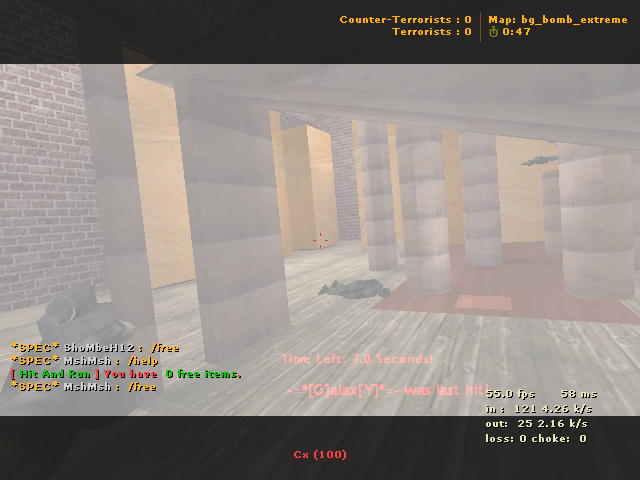 Counter-Terrorists : 0
Terrorists : 0
Map: bg_bomb_extreme
0:47
*SPEC* ShoMbeH12 : /free
*SPEC* MshMsh : /help
[ Hit And Run ] You have 0 free items.
*SPEC* MshMsh : /free
Time Left: 7.0 Seconds!
-=*[G]alax[Y]*=- was last hit!
55.0 fps 58 ms
in : 121 4.26 k/s
out: 25 2.16 k/s
loss: 0 choke: 0
Cx (100)